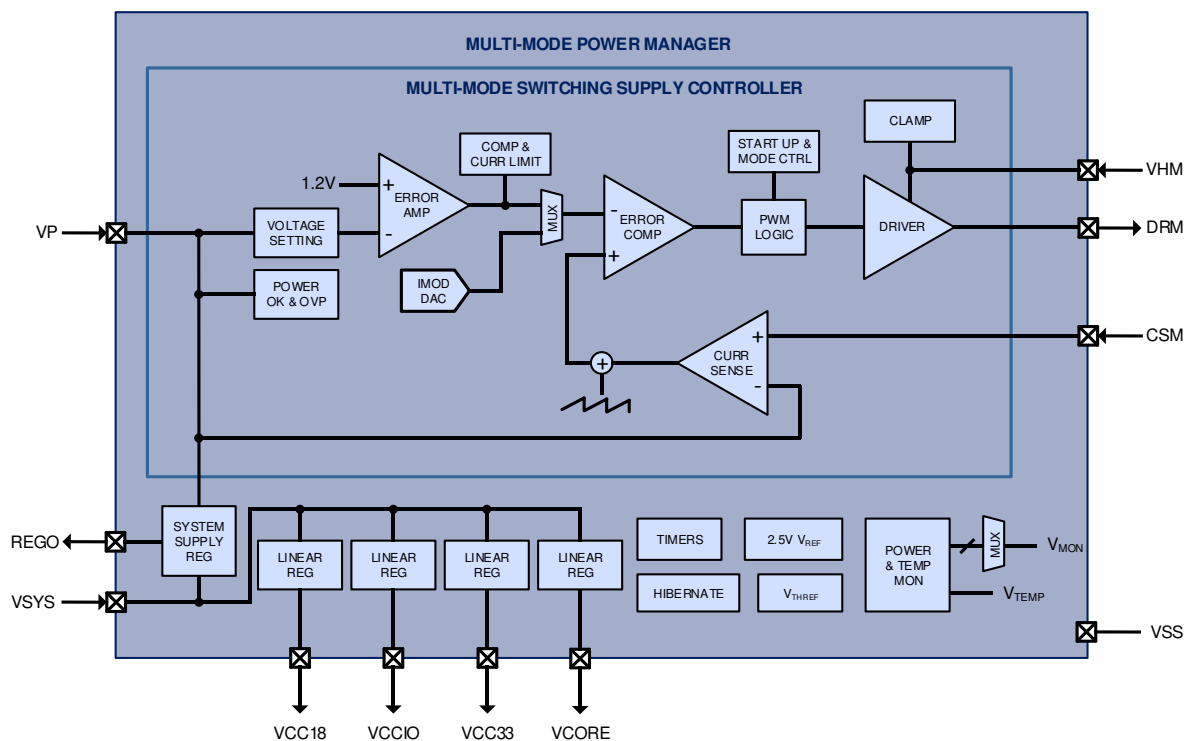 MULTI-MODE POWER MANAGER
MULTI-MODE SWITCHING SUPPLY CONTROLLER
CLAMP
COMP &
CURR LIMIT
START UP &
MODE CTRL
VHM
1.2V
+
ERROR
AMP
-
MUX
-
ERROR
COMP
+
PWM
LOGIC
DRIVER
DRM
VP
VOLTAGE
SETTING
POWER
OK & OVP
IMOD
DAC
CSM
+
CURR
SENSE
-
+
REGO
SYSTEM
SUPPLY
REG
VSYS
LINEAR
REG
LINEAR
REG
LINEAR
REG
LINEAR
REG
TIMERS
2.5V VREF
HIBERNATE
VTHREF
POWER
& TEMP
MON
MUX
VMON
VTEMP
VSS
VCC18
VCCIO
VCC33
VCORE